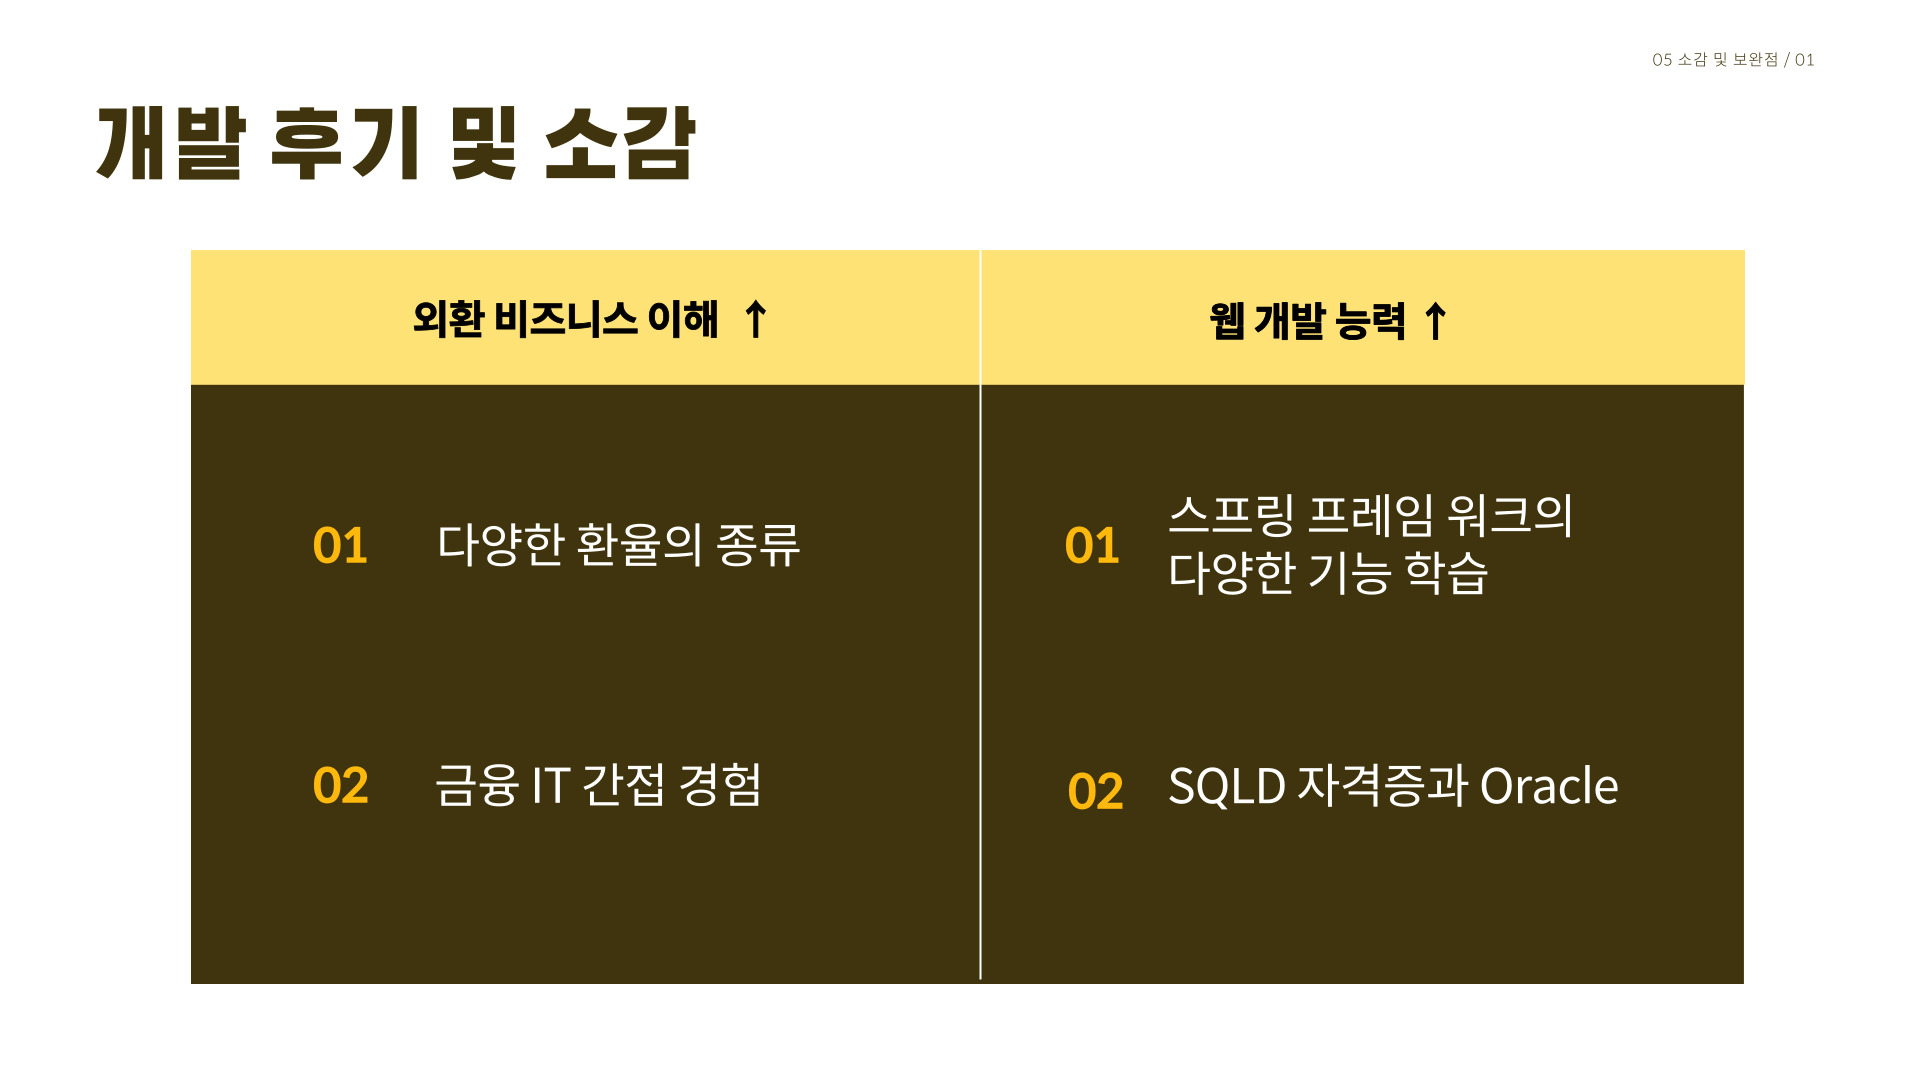 05 소감 및 보완점 / 01
개발 후기 및 소감
외환 비즈니스 이해 ↑
01 다양한 환율의 종류
02 금융 IT 간접 경험
웹 개발 능력 ↑
01 스프링 프레임 워크의
다양한 기능 학습
02 SQLD 자격증과 Oracle